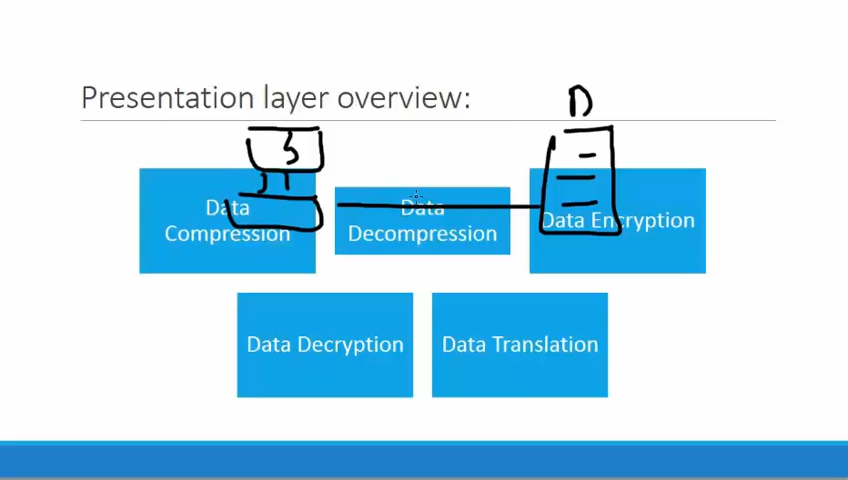 Presentation layer overview:
D
S
Data
Compression
Data
Decompression
Data Encryption
Data Decryption
Data Translation